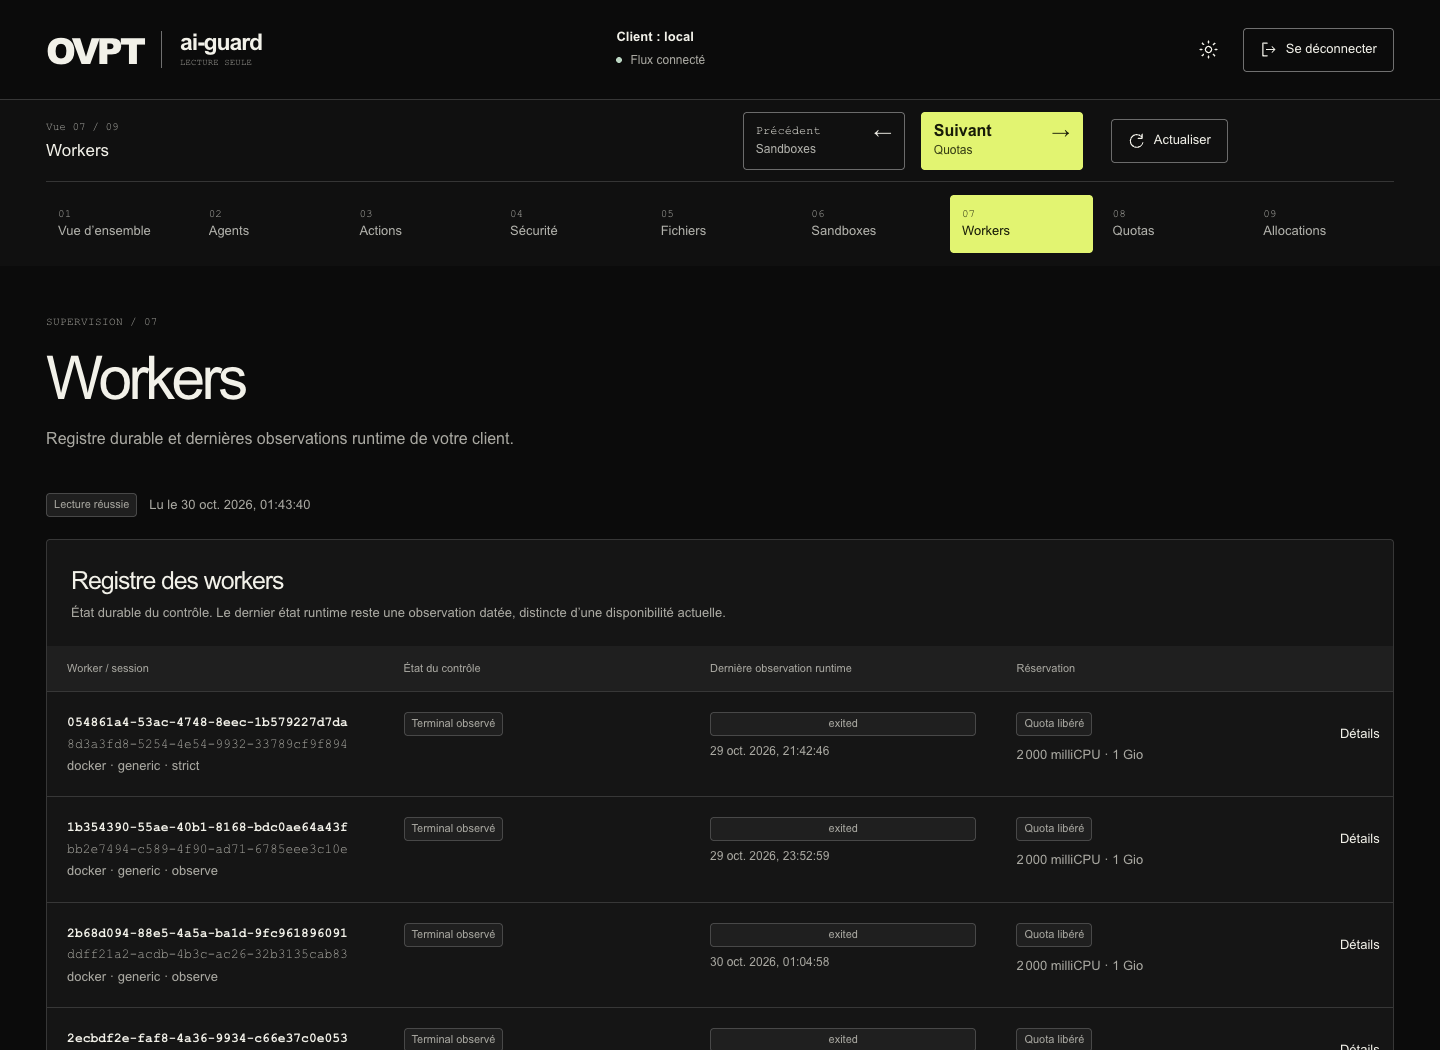 OVPT
ai-guard
LECTURE SEULE
Client : local
Flux connecté
Se déconnecter
Vue 07 / 09
Workers
Précédent
Sandboxes
←
Suivant
Quotas
→
Actualiser
01
Vue d’ensemble
02
Agents
03
Actions
04
Sécurité
05
Fichiers
06
Sandboxes
07
Workers
08
Quotas
09
Allocations
SUPERVISION / 07
Workers
Registre durable et dernières observations runtime de votre client.
Lecture réussie
Lu le 30 oct. 2026, 01:43:40
Registre des workers
État durable du contrôle. Le dernier état runtime reste une observation datée, distincte d’une disponibilité actuelle.
Worker / session
État du contrôle
Dernière observation runtime
Réservation
054861a4-53ac-4748-8eec-1b579227d7da
8d3a3fd8-5254-4e54-9932-33789cf9f894
docker · generic · strict
Terminal observé
exited
29 oct. 2026, 21:42:46
Quota libéré
2 000 milliCPU · 1 Gio
Détails
1b354390-55ae-40b1-8168-bdc0ae64a43f
bb2e7494-c589-4f90-ad71-6785eee3c10e
docker · generic · observe
Terminal observé
exited
29 oct. 2026, 23:52:59
Quota libéré
2 000 milliCPU · 1 Gio
Détails
2b68d094-88e5-4a5a-ba1d-9fc961896091
ddff21a2-acdb-4b3c-ac26-32b3135cab83
docker · generic · observe
Terminal observé
exited
30 oct. 2026, 01:04:58
Quota libéré
2 000 milliCPU · 1 Gio
Détails
2ecbdf2e-faf8-4a36-9934-c66e37c0e053
Terminal observé
exited
Quota libéré
Détails